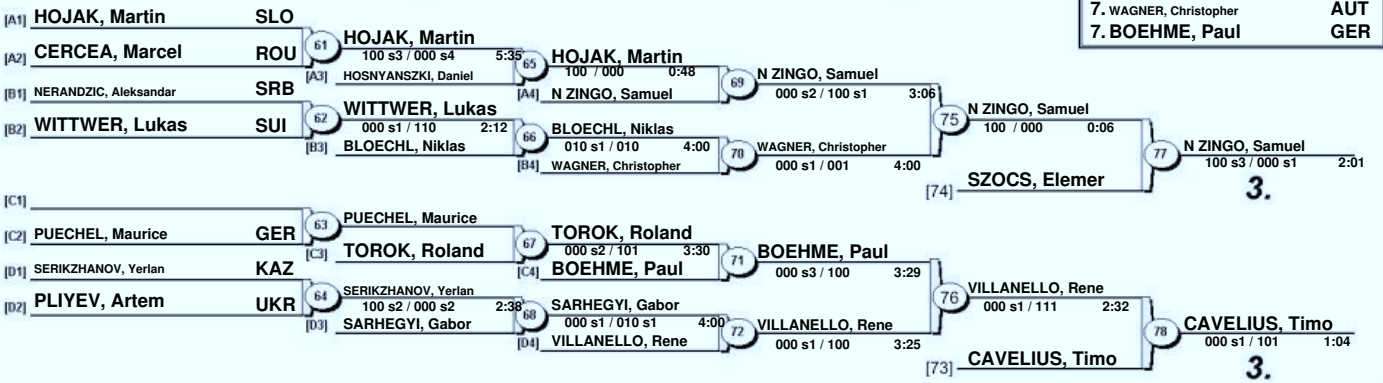 7. WAGNER, Christopher AUT
7. BOEHME, Paul GER
[A1] HOJAK, Martin SLO
[A2] CERCEA, Marcel ROU
61
HOJAK, Martin
100 s3 / 000 s4 5:35
[A3] HOSNYANSZKI, Daniel
65
HOJAK, Martin
100 / 000 0:48
[A4] N ZINGO, Samuel
69
N ZINGO, Samuel
000 s2 / 100 s1 3:06
[B1] NERANDZIC, Aleksandar SRB
[B2] WITTWER, Lukas SUI
62
WITTWER, Lukas
000 s1 / 110 2:12
[B3] BLOECHL, Niklas
66
BLOECHL, Niklas
010 s1 / 010 4:00
[B4] WAGNER, Christopher
70
WAGNER, Christopher
000 s1 / 001 4:00
75
N ZINGO, Samuel
100 / 000 0:06
[74] SZOCS, Elemer
77
N ZINGO, Samuel
100 s3 / 000 s1 2:01
3.
[C1]
[C2] PUECHEL, Maurice GER
63
PUECHEL, Maurice
[C3] TOROK, Roland
67
TOROK, Roland
000 s2 / 101 3:30
[C4] BOEHME, Paul
71
BOEHME, Paul
000 s3 / 100 3:29
[D1] SERIKZHANOV, Yerlan KAZ
[D2] PLIYEV, Artem UKR
64
SERIKZHANOV, Yerlan
100 s2 / 000 s2 2:38
[D3] SARHEGYI, Gabor
68
SARHEGYI, Gabor
000 s1 / 010 s1 4:00
[D4] VILLANELLO, Rene
72
VILLANELLO, Rene
000 s1 / 100 3:25
76
VILLANELLO, Rene
000 s1 / 111 2:32
[73] CAVELIUS, Timo
78
CAVELIUS, Timo
000 s1 / 101 1:04
3.